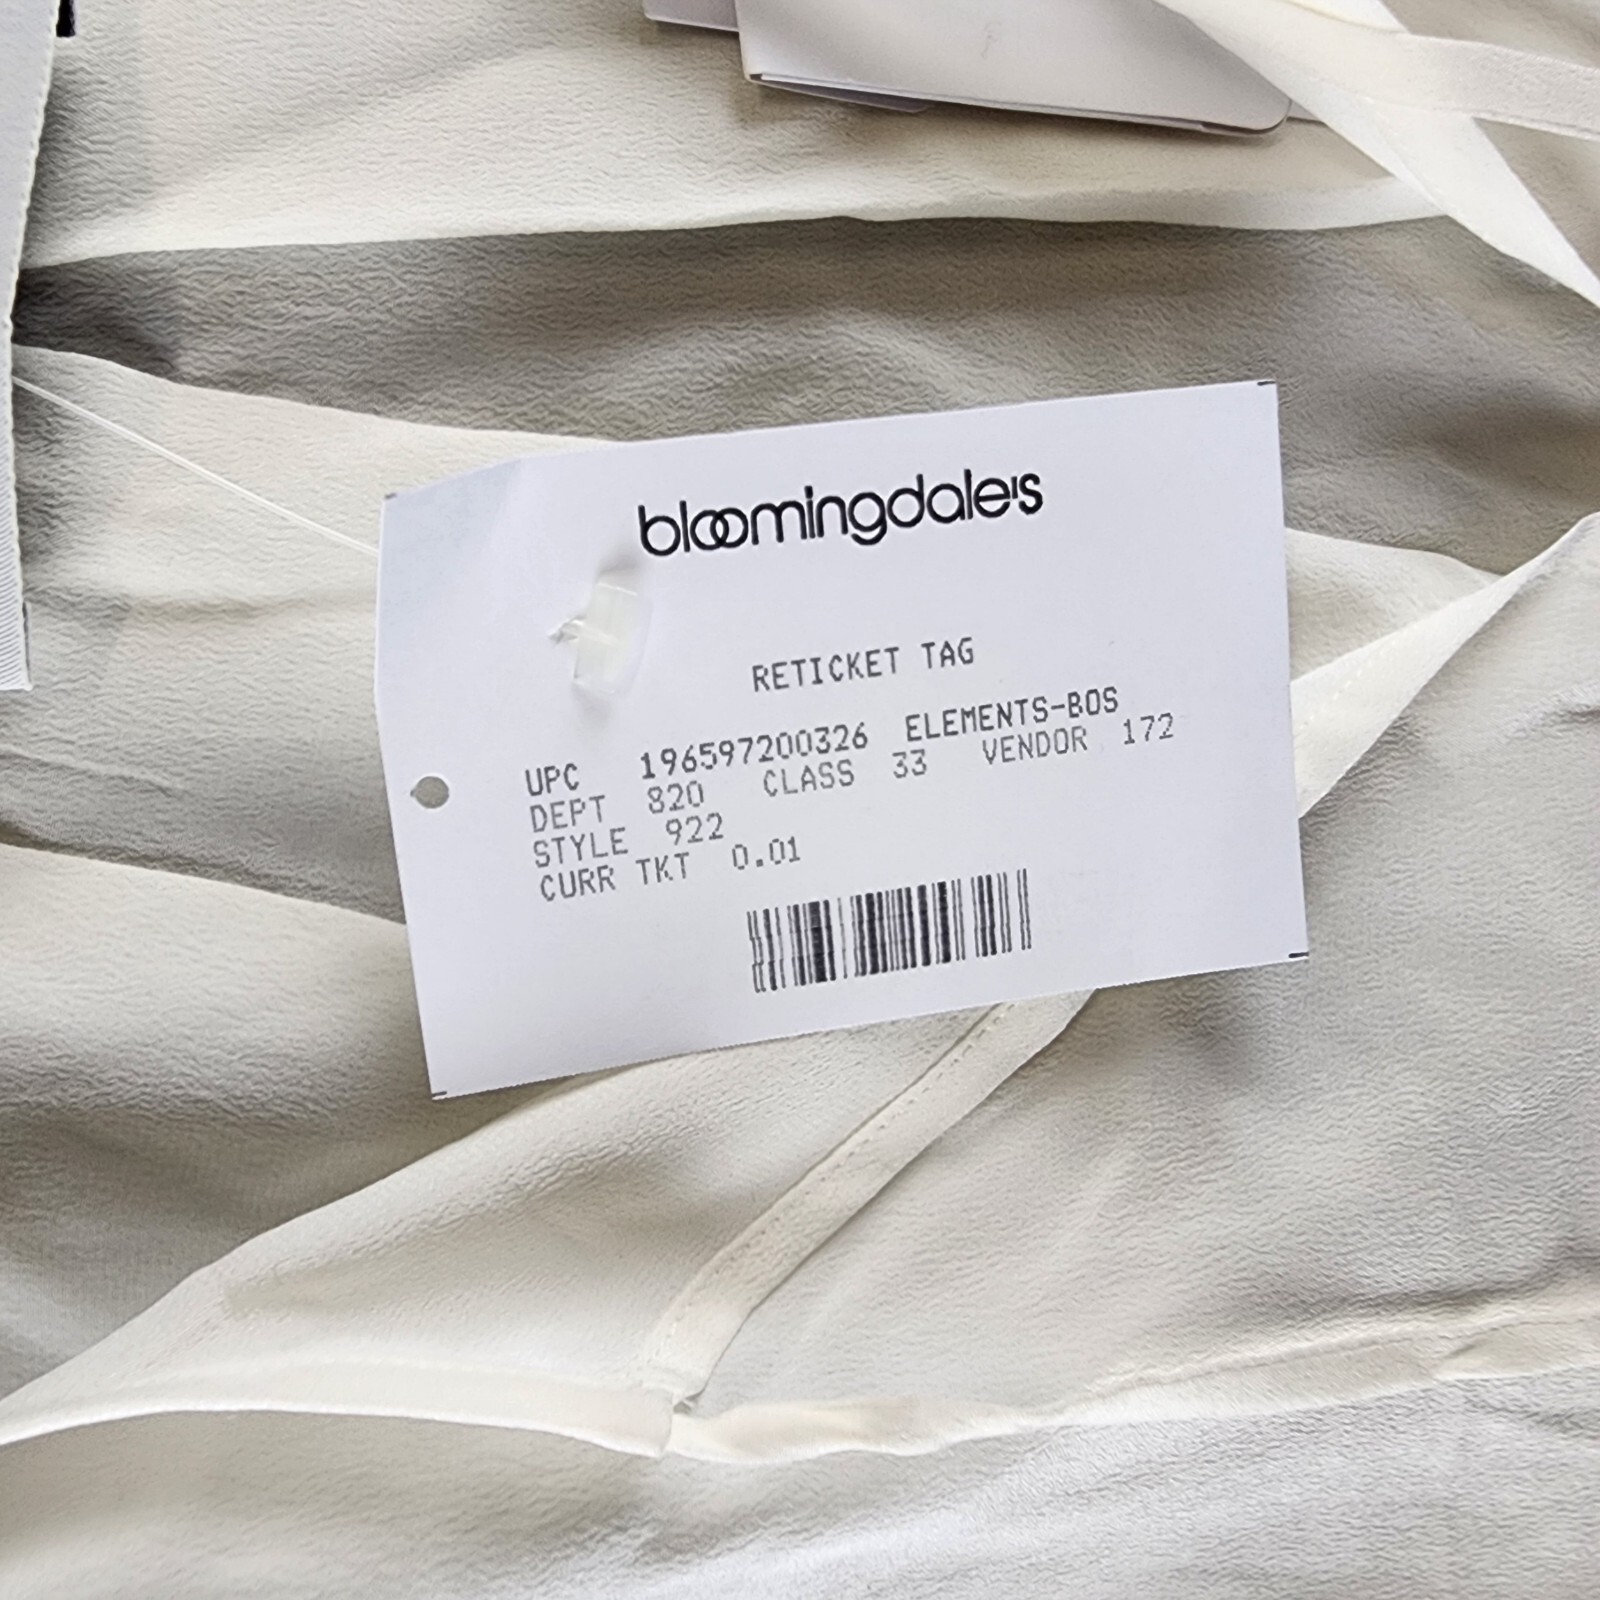 bloomingdale's
RETICKET TAG
UPC 196597200326 ELEMENTS-BOS
DEPT 820 CLASS 33 VENDOR 172
STYLE 922
CURR TKT 0.01